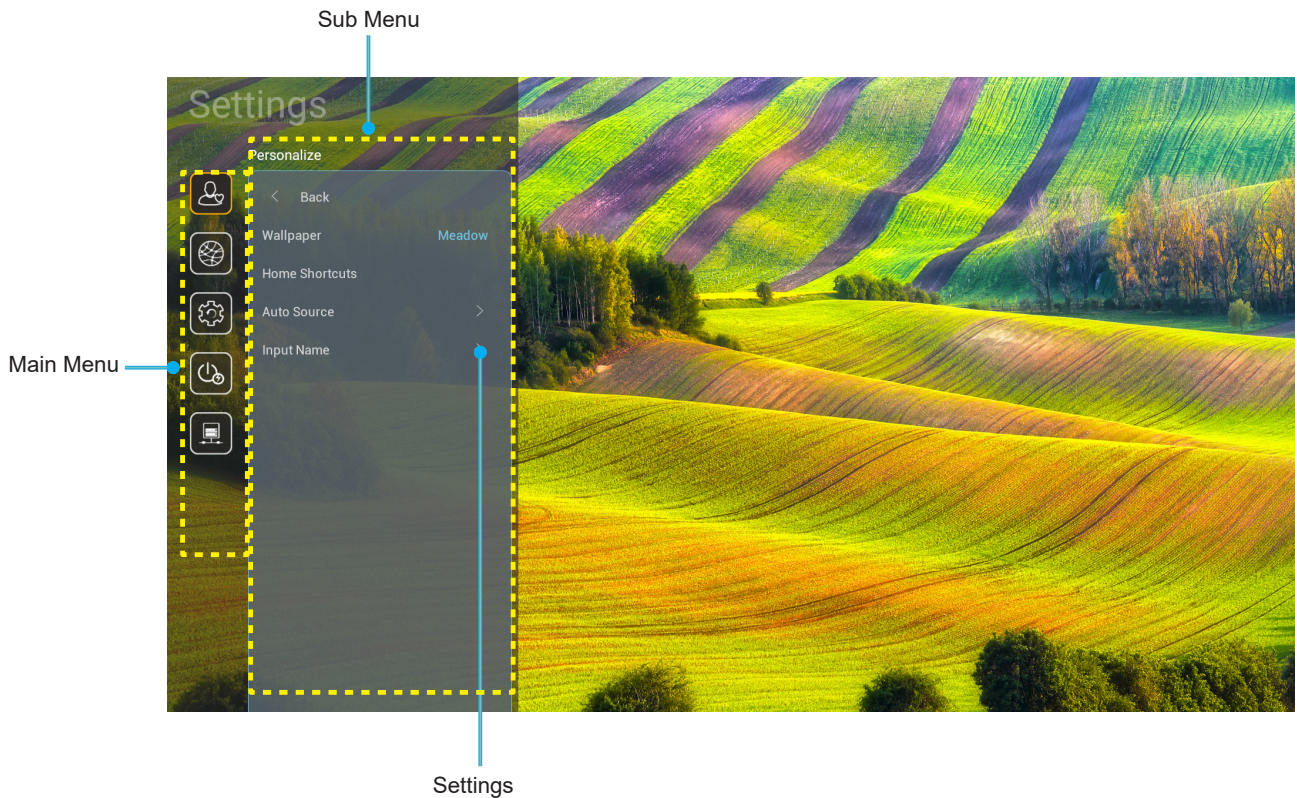 Sub Menu
Settings
Personalize
Back
Wallpaper Meadow
Home Shortcuts
Auto Source
Input Name
Main Menu
Settings